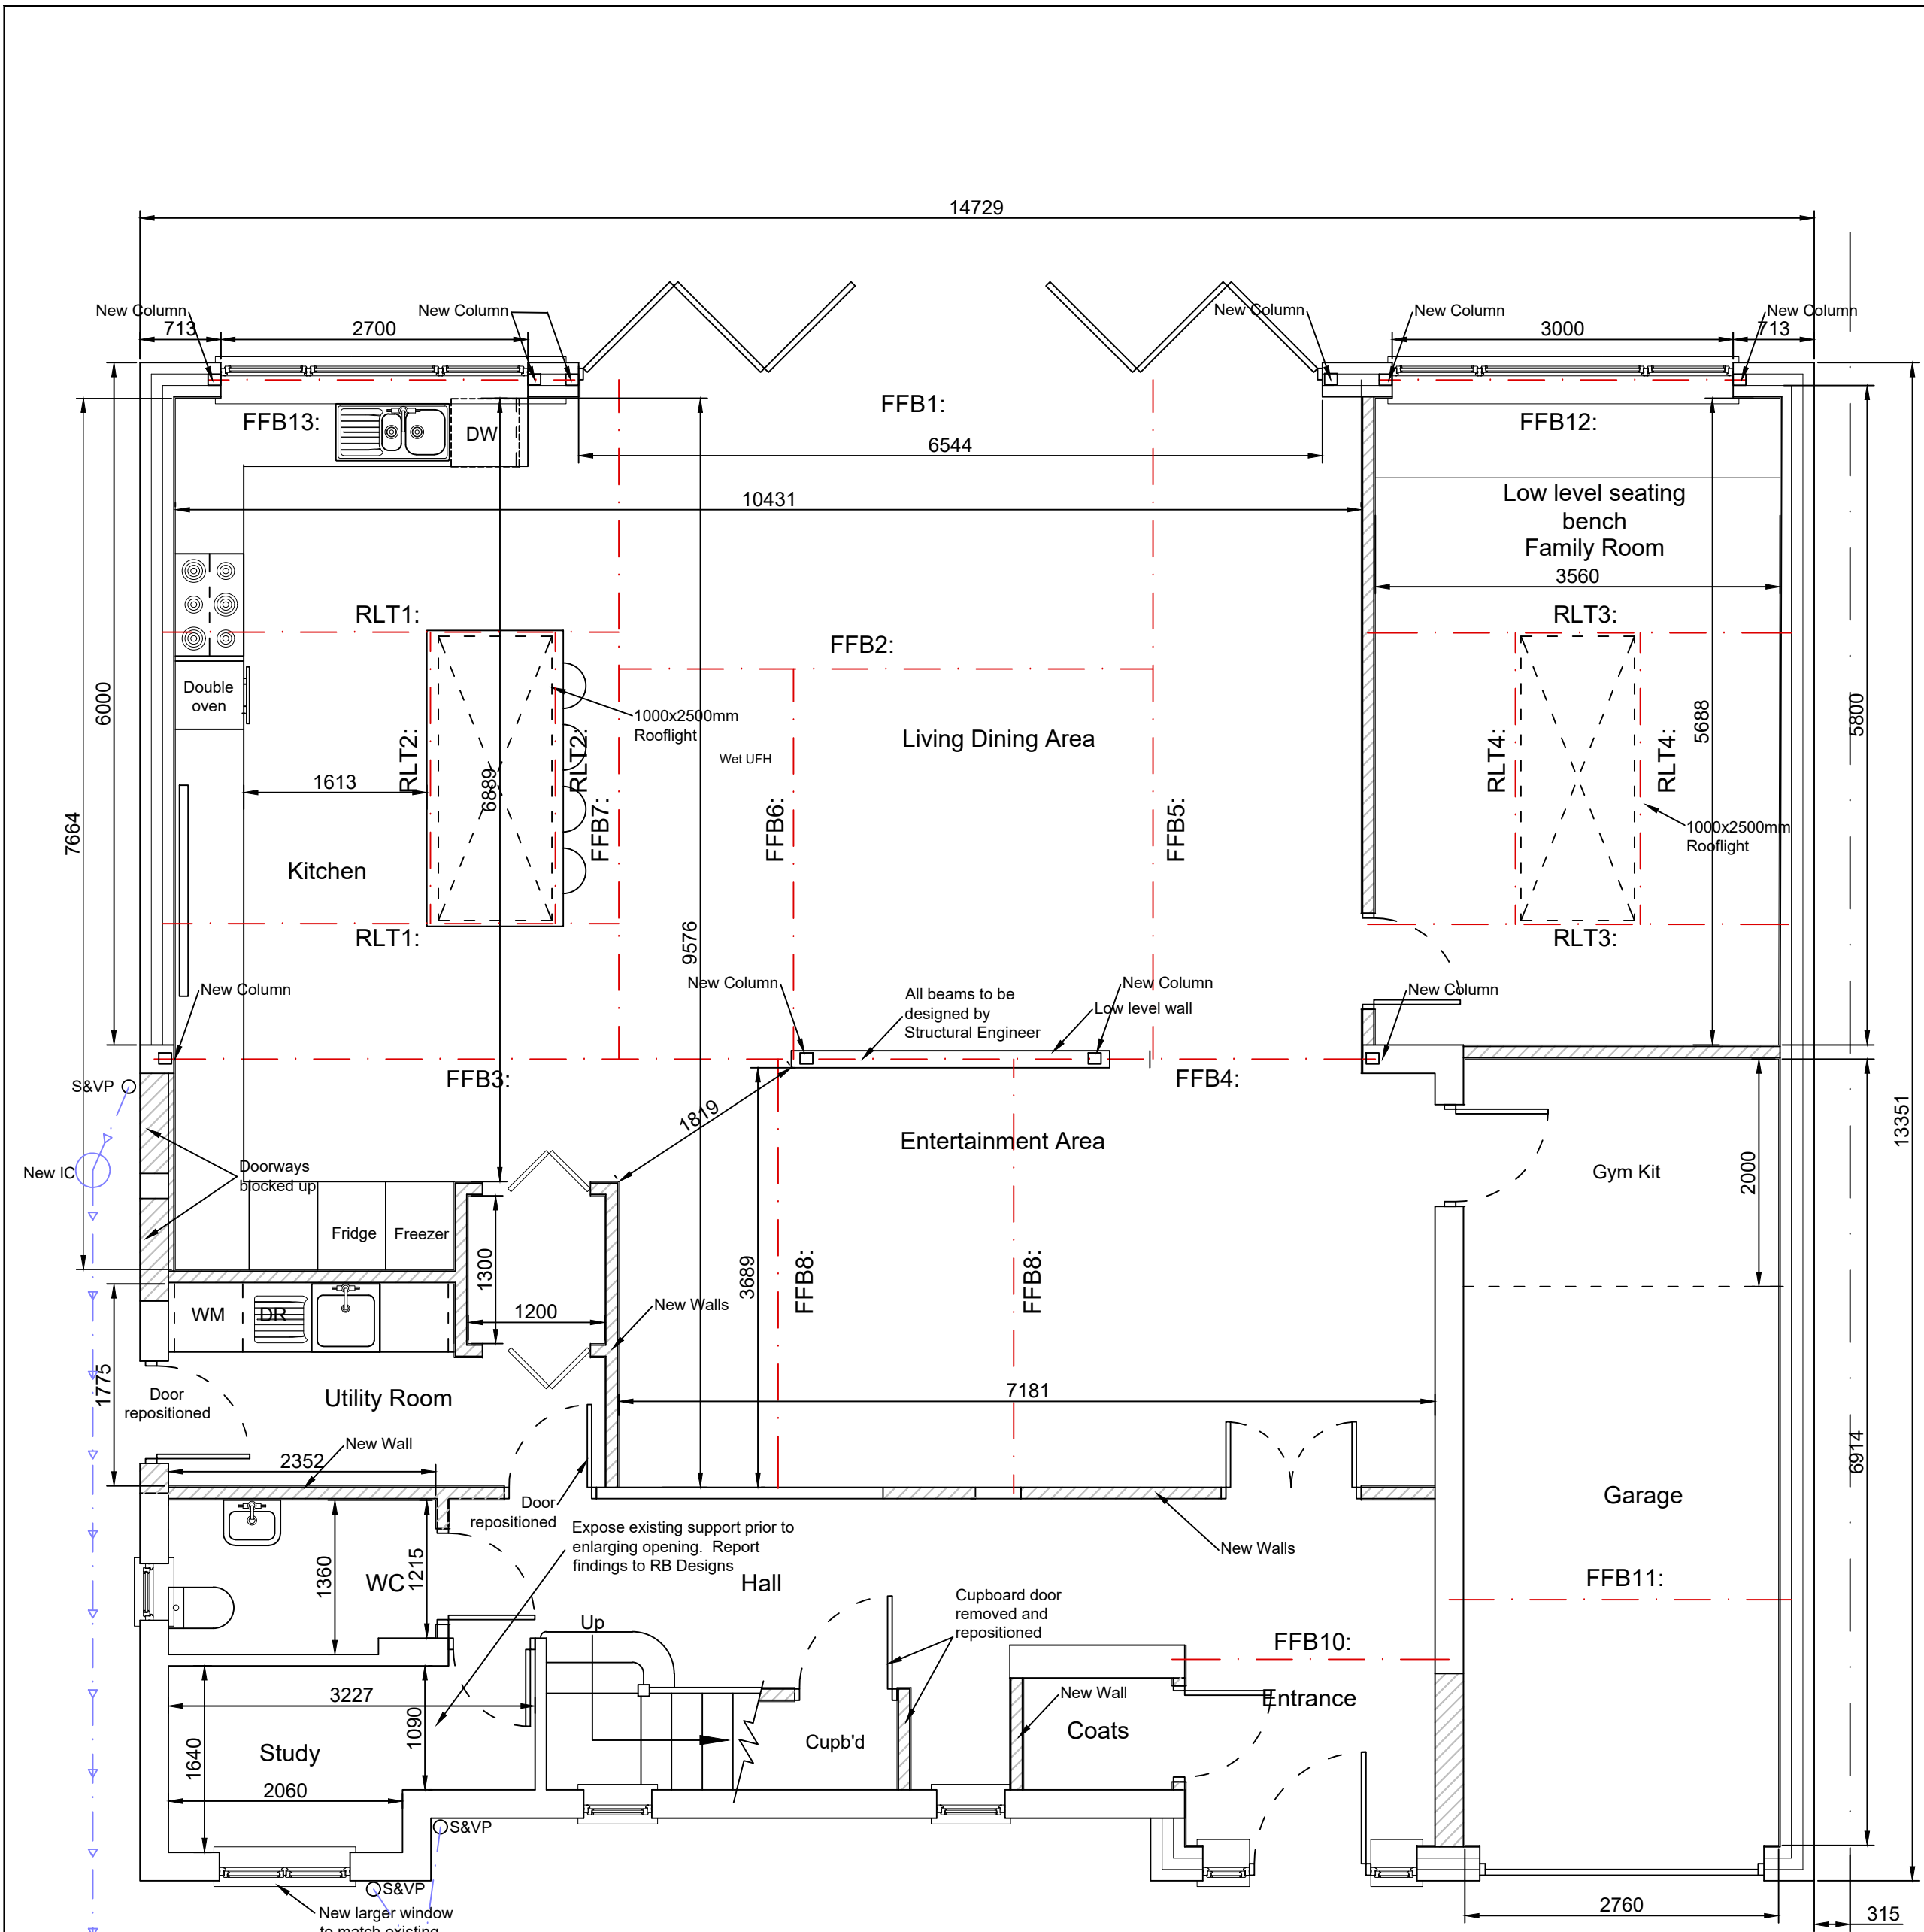 14729
New Column
New Column
New Column
New Column
New Column
713
2700
3000
713
FFB13:
DW
FFB1:
FFB12:
6544
10431
Low level seating
bench
Family Room
3560
RLT1:
RLT3:
FFB2:
6000
Double
oven
1000x2500mm
Rooflight
Living Dining Area
Wet UFH
RLT2:
6889
RLT2:
1613
FFB7:
FFB6:
FFB5:
RLT4:
5688
RLT4:
5800
1000x2500mm
Rooflight
7664
Kitchen
RLT1:
RLT3:
9576
New Column
New Column
New Column
New Column
All beams to be
designed by
Structural Engineer
Low level wall
S&VP
FFB3:
FFB4:
1819
13351
Entertainment Area
New IC
Doorways
blocked up
Gym Kit
2000
Fridge
Freezer
1300
3689
FFB8:
FFB8:
WM
DR
1200
New Walls
1775
Door
repositioned
Utility Room
7181
New Wall
2352
6914
Door
repositioned
Garage
Expose existing support prior to
enlarging opening. Report
findings to RB Designs
New Walls
1360
WC
1215
Hall
FFB11:
Cupboard door
removed and
repositioned
Up
FFB10:
3227
New Wall
Entrance
1090
Coats
Study
1640
Cupb'd
2060
S&VP
S&VP
2760
315
New larger window
to match existing